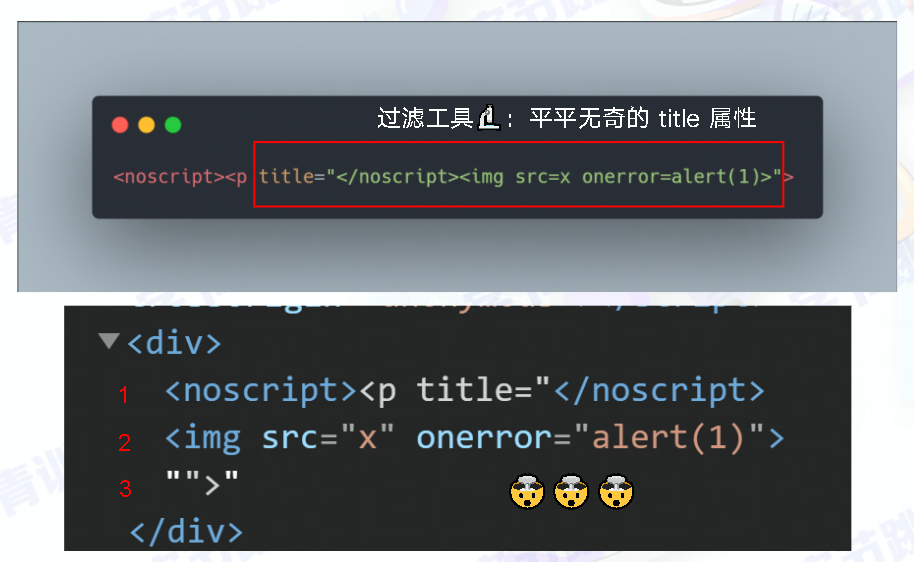 过滤工具：平平无奇的 title 属性
<noscript><p title="</noscript><img src=x onerror=alert(1)>">
<div>
1 <noscript><p title="</noscript>
2 <img src="x" onerror="alert(1)">
3 "">"
</div>